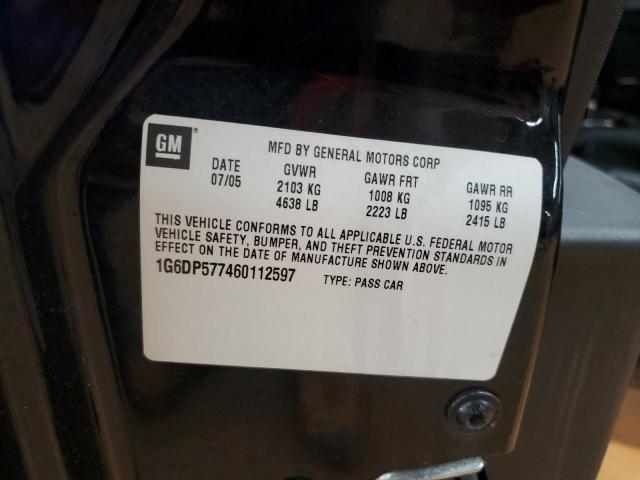 GM
MFD BY GENERAL MOTORS CORP
DATE GVWR GAWR FRT GAWR RR
07/05 2103 KG 1008 KG 1095 KG
4638 LB 2223 LB 2415 LB
THIS VEHICLE CONFORMS TO ALL APPLICABLE U.S. FEDERAL MOTOR
VEHICLE SAFETY, BUMPER, AND THEFT PREVENTION STANDARDS IN
EFFECT ON THE DATE OF MANUFACTURE SHOWN ABOVE.
1G6DP577460112597 TYPE: PASS CAR